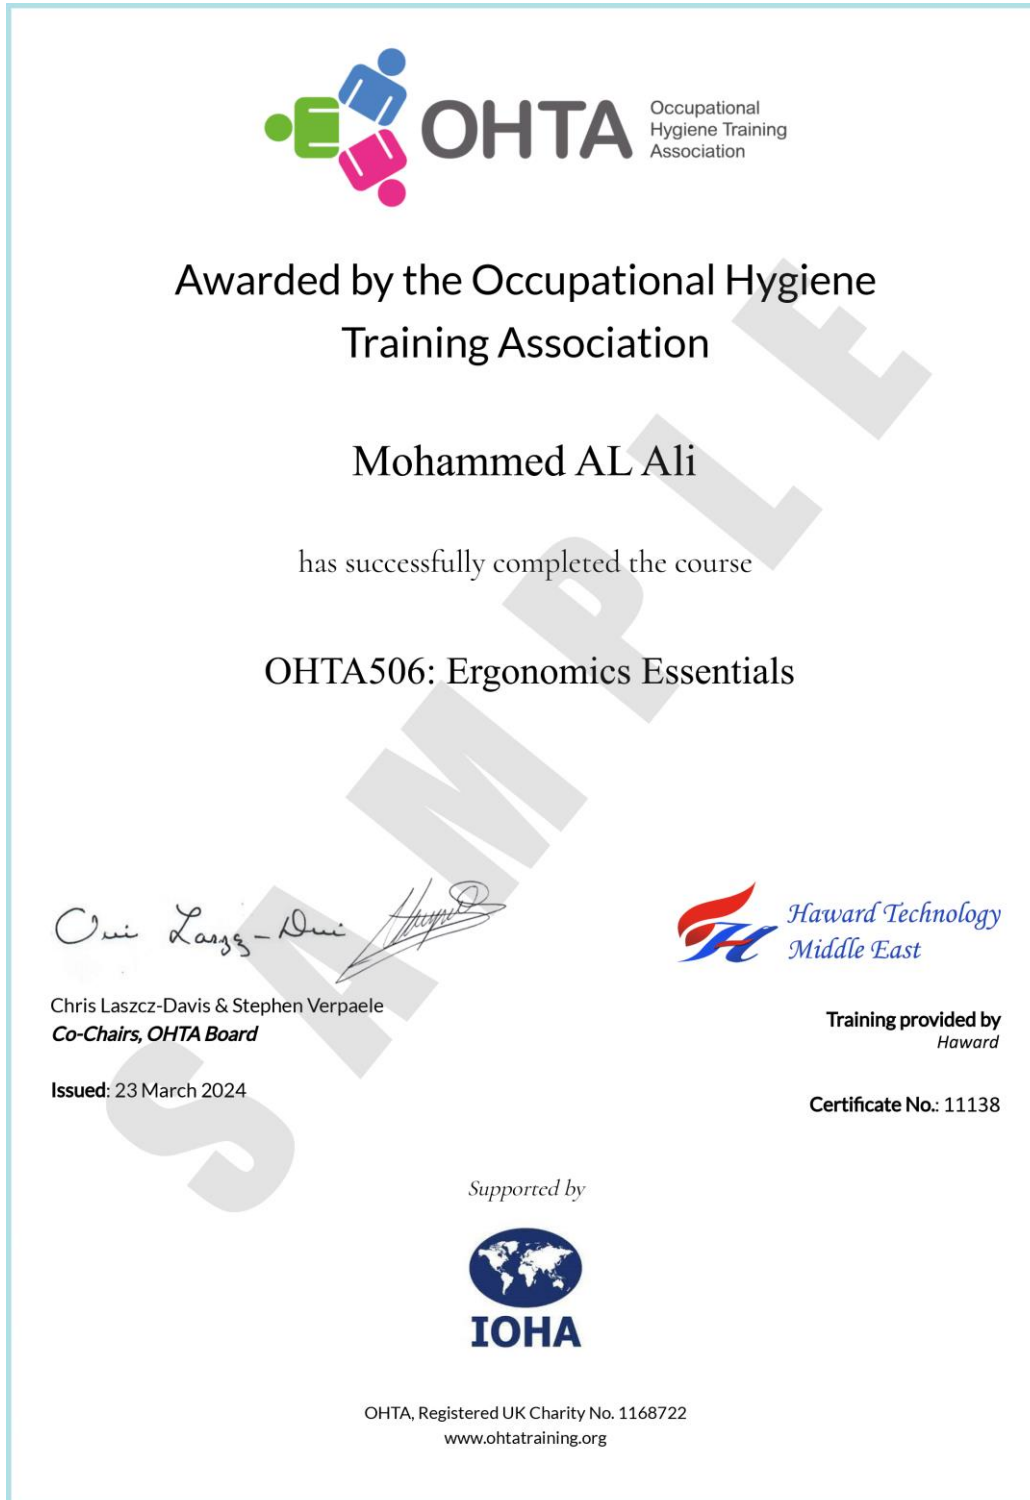 OHTA
Occupational
Hygiene Training
Association
Awarded by the Occupational Hygiene
Training Association
Mohammed AL Ali
has successfully completed the course
OHTA506: Ergonomics Essentials
SAMPLE
Haward Technology
Middle East
Chris Laszcz-Davis & Stephen Verpaele
Co-Chairs, OHTA Board
Training provided by
Haward
Issued: 23 March 2024
Certificate No.: 11138
Supported by
IOHA
OHTA, Registered UK Charity No. 1168722
www.ohtatraining.org